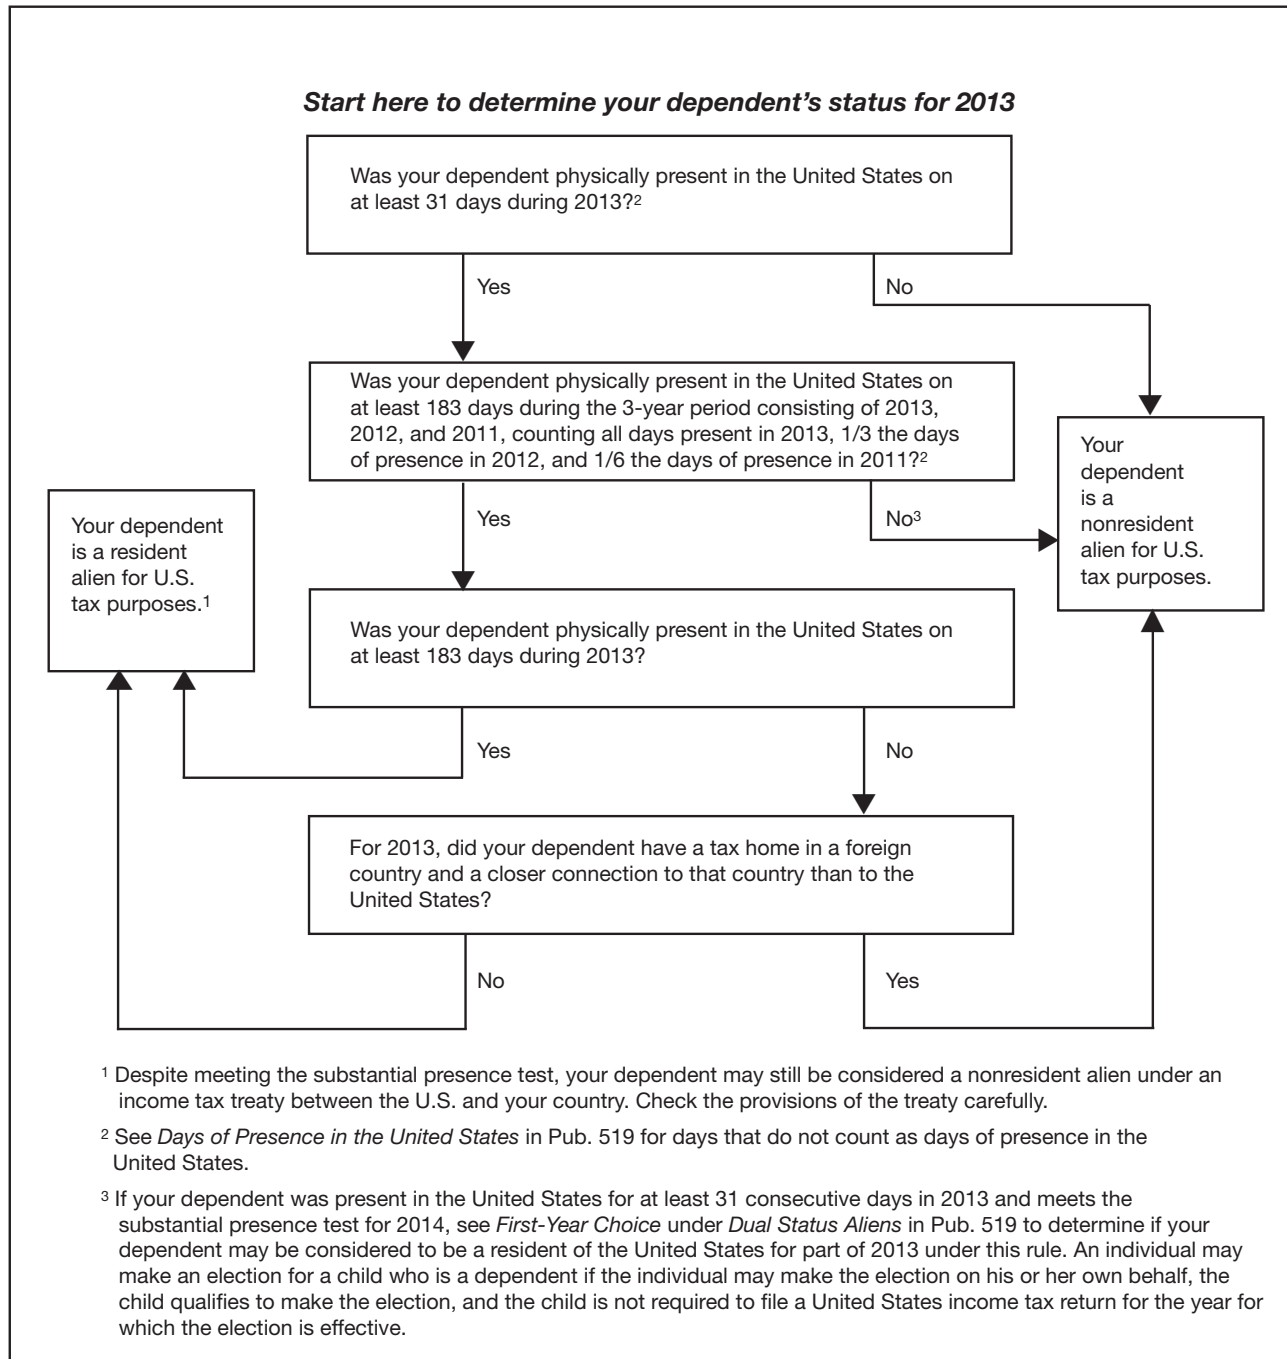 Start here to determine your dependent’s status for 2013
Was your dependent physically present in the United States on
at least 31 days during 2013?²
Yes
No
Was your dependent physically present in the United States on
at least 183 days during the 3-year period consisting of 2013,
2012, and 2011, counting all days present in 2013, 1/3 the days
of presence in 2012, and 1/6 the days of presence in 2011?²
Your
dependent
is a
nonresident
alien for U.S.
tax purposes.
Yes
No³
Your dependent
is a resident
alien for U.S.
tax purposes.¹
Was your dependent physically present in the United States on
at least 183 days during 2013?
Yes
No
For 2013, did your dependent have a tax home in a foreign
country and a closer connection to that country than to the
United States?
No
Yes
¹ Despite meeting the substantial presence test, your dependent may still be considered a nonresident alien under an
income tax treaty between the U.S. and your country. Check the provisions of the treaty carefully.
² See Days of Presence in the United States in Pub. 519 for days that do not count as days of presence in the
United States.
³ If your dependent was present in the United States for at least 31 consecutive days in 2013 and meets the
substantial presence test for 2014, see First-Year Choice under Dual Status Aliens in Pub. 519 to determine if your
dependent may be considered to be a resident of the United States for part of 2013 under this rule. An individual may
make an election for a child who is a dependent if the individual may make the election on his or her own behalf, the
child qualifies to make the election, and the child is not required to file a United States income tax return for the year for
which the election is effective.